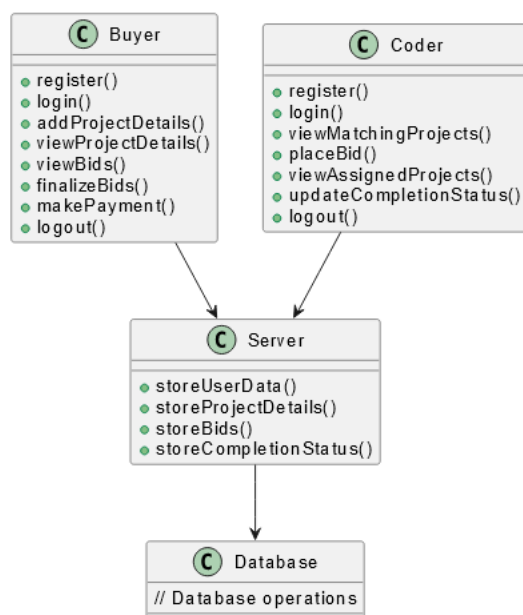 C Buyer
register()
login()
addProjectDetails()
viewProjectDetails()
viewBids()
finalizeBids()
makePayment()
logout()
C Coder
register()
login()
viewMatchingProjects()
placeBid()
viewAssignedProjects()
updateCompletionStatus()
logout()
C Server
storeUserData()
storeProjectDetails()
storeBids()
storeCompletionStatus()
C Database
// Database operations